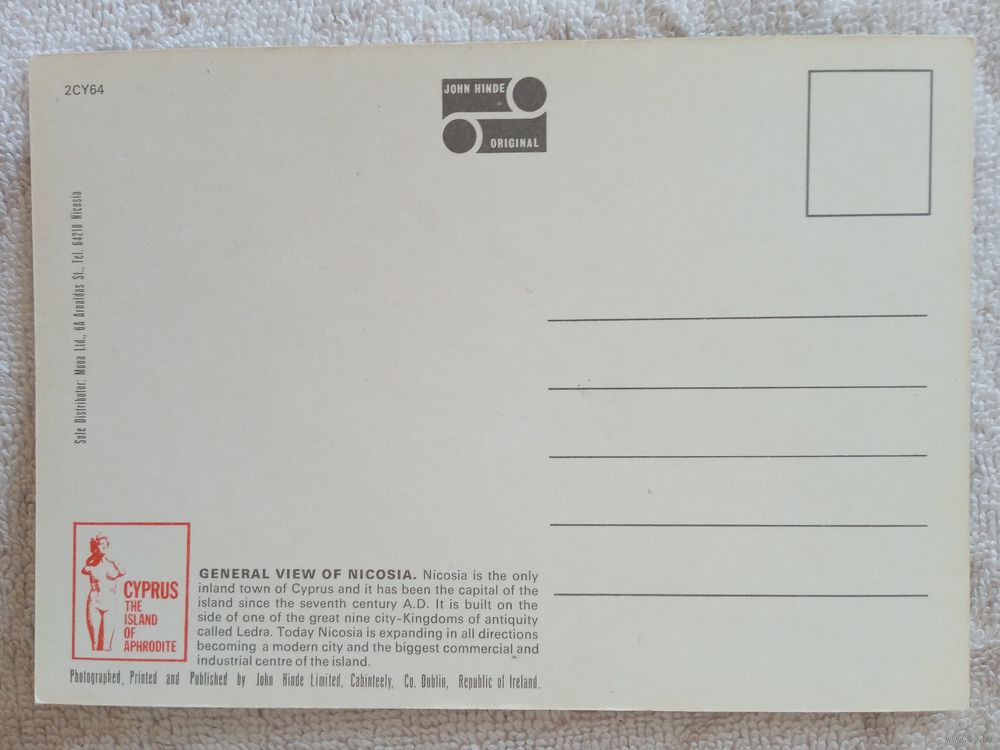 2CY64
JOHN HINDE
ORIGINAL
Sole Distributor: Mona Ltd., 6A Arnaldas St., Tel. 64218 Nicosia
CYPRUS
THE
ISLAND
OF
APHRODITE
GENERAL VIEW OF NICOSIA. Nicosia is the only
inland town of Cyprus and it has been the capital of the
island since the seventh century A.D. It is built on the
side of one of the great nine city-Kingdoms of antiquity
called Ledra. Today Nicosia is expanding in all directions
becoming a modern city and the biggest commercial and
industrial centre of the island.
Photographed, Printed and Published by John Hinde Limited, Cabinteely, Co. Dublin, Republic of Ireland.